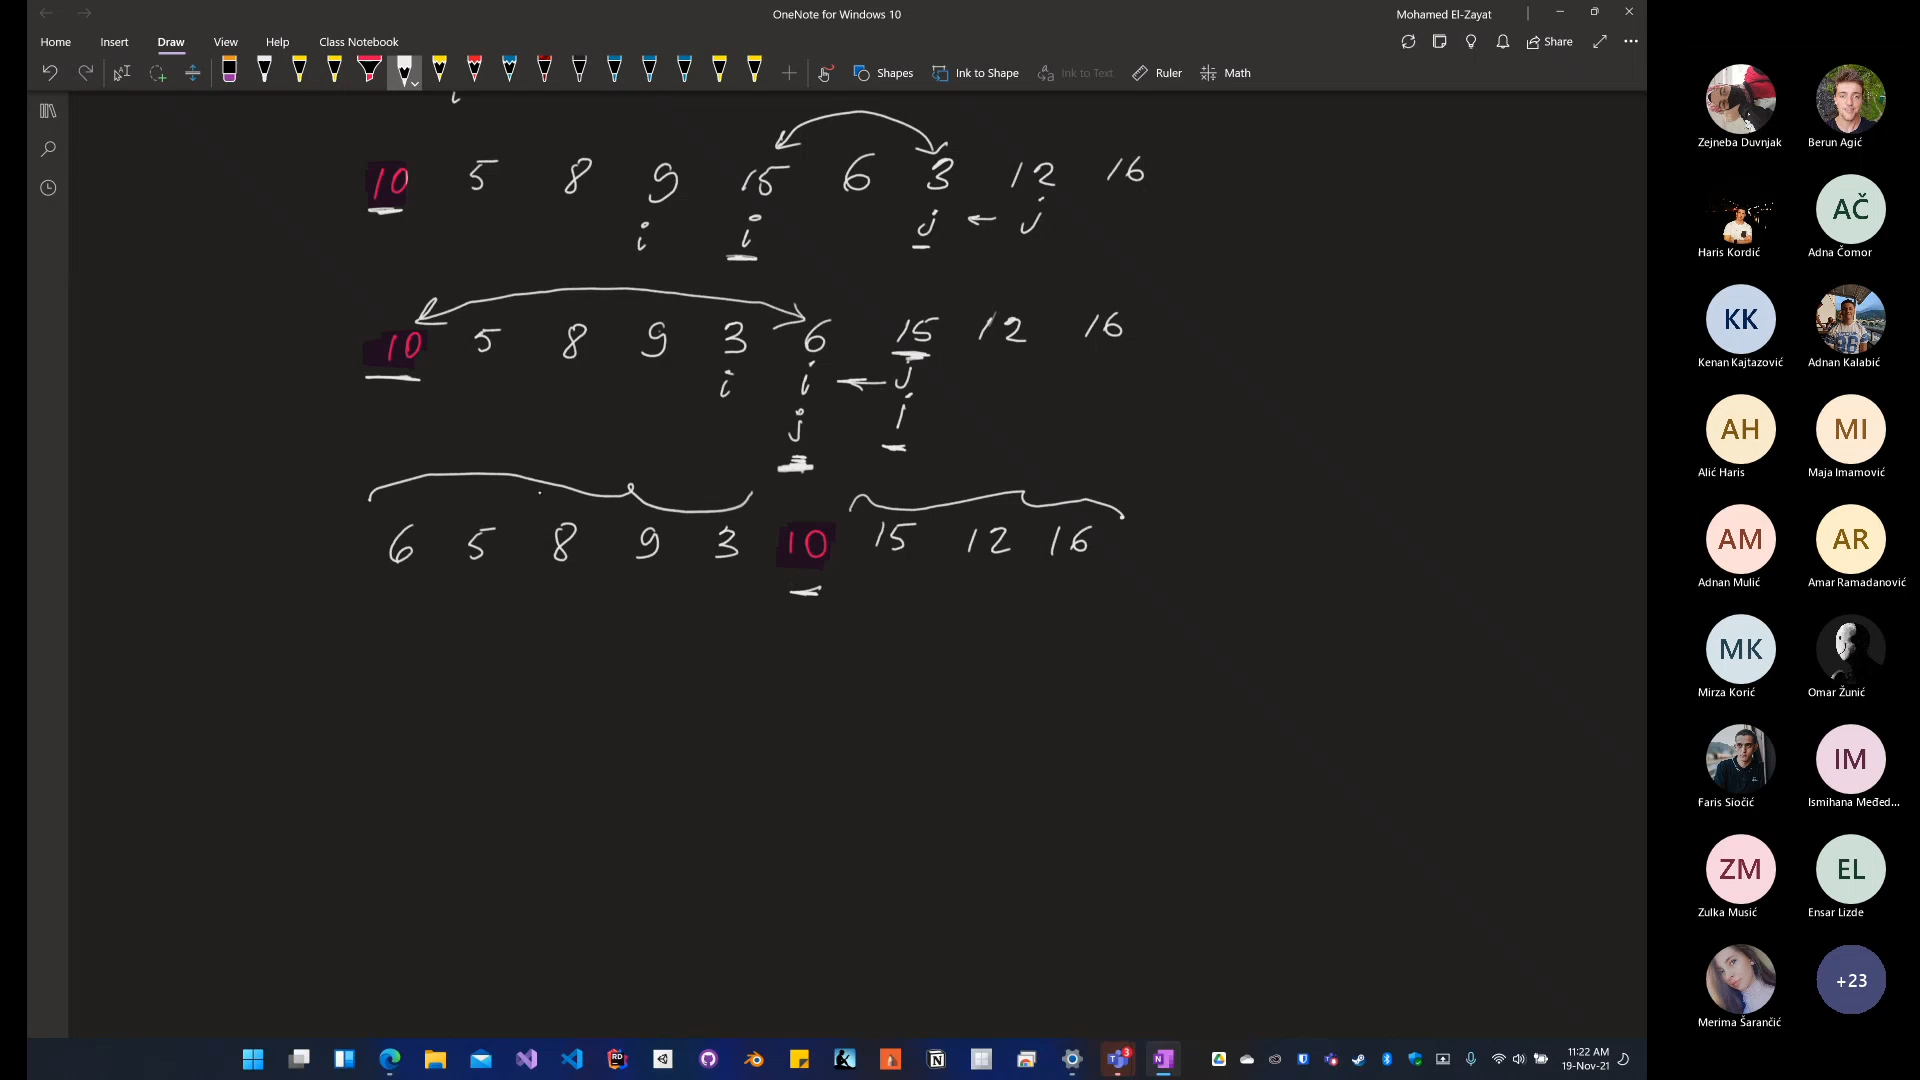 OneNote for Windows 10
Mohamed El-Zayat
Home Insert Draw View Help Class Notebook
Share
Shapes Ink to Shape Ink to Text Ruler Math
i
10 5 8 9 15 6 3 12 16
i i j ← j
10 5 8 9 3 6 15 12 16
i i ← j
j i
6 5 8 9 3 10 15 12 16
Zejneba Duvnjak Berun Agić
AČ
Haris Kordić Adna Čomor
KK
Kenan Kajtazović Adnan Kalabić
AH MI
Alić Haris Maja Imamović
AM AR
Adnan Mulić Amar Ramadanović
MK
Mirza Korić Omar Žunić
IM
Faris Siočić Ismihana Međed...
ZM EL
Zulka Musić Ensar Lizde
+23
Merima Šarančić
11:22 AM
19-Nov-21